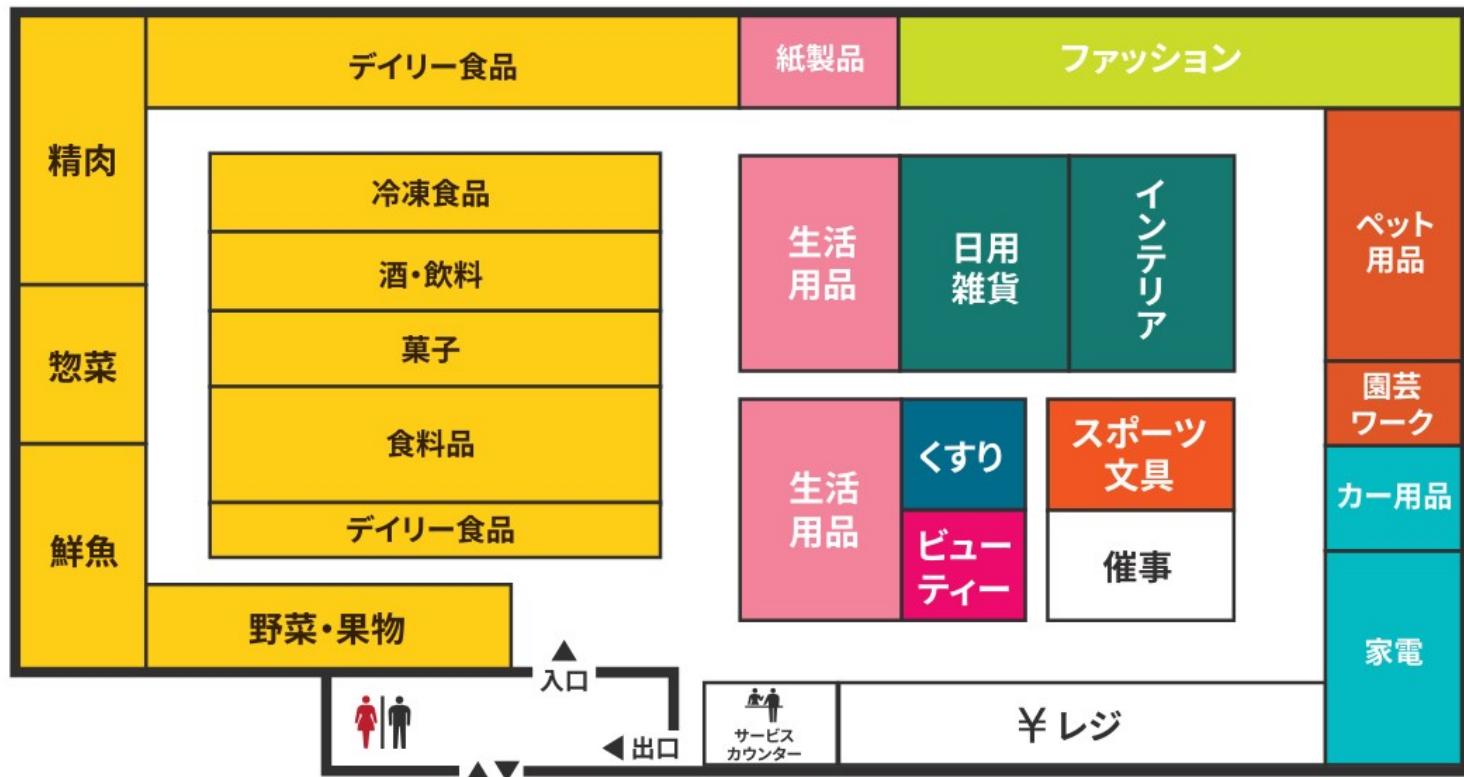 デイリー食品
紙製品
ファッション
精肉
冷凍食品
酒・飲料
菓子
食料品
デイリー食品
惣菜
鮮魚
野菜・果物
生活
用品
日用
雑貨
インテリア
ペット
用品
園芸
ワーク
カー用品
家電
生活
用品
くすり
ビュー
ティー
スポーツ
文具
催事
▲
入口
◀出口
サービス
カウンター
¥レジ
▲▼